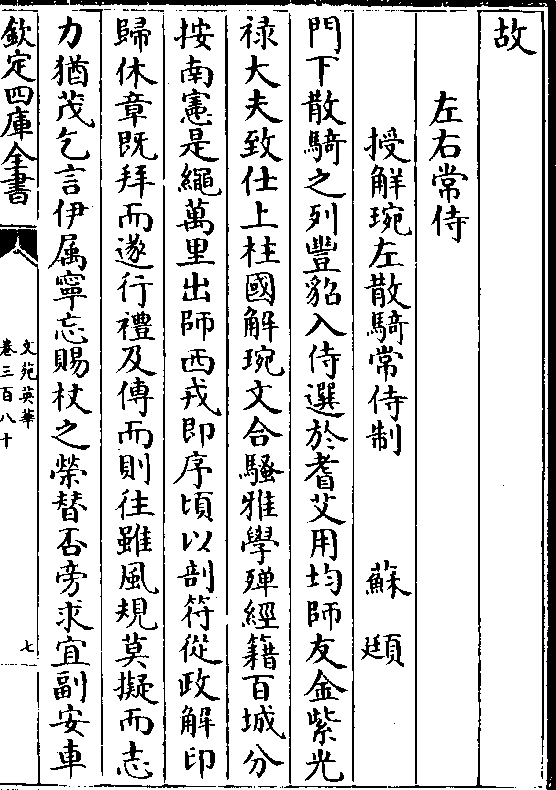 故
左右常侍
授解琬左散騎常侍制　蘇頲
門下散騎之列豐貂入侍選於耆艾用均師友金紫光
祿大夫致仕上柱國解琬文合騷雅學殫經籍百城分
按南憲是繩萬里出師西戎即序頃以剖符從政解印
歸休章既拜而遂行禮及傳而則往雖風規莫擬而志
力猶茂乞言伊属寧忘賜杖之榮替否旁求宜副安車
欽定四庫全書
文苑英華
卷三百八十
七